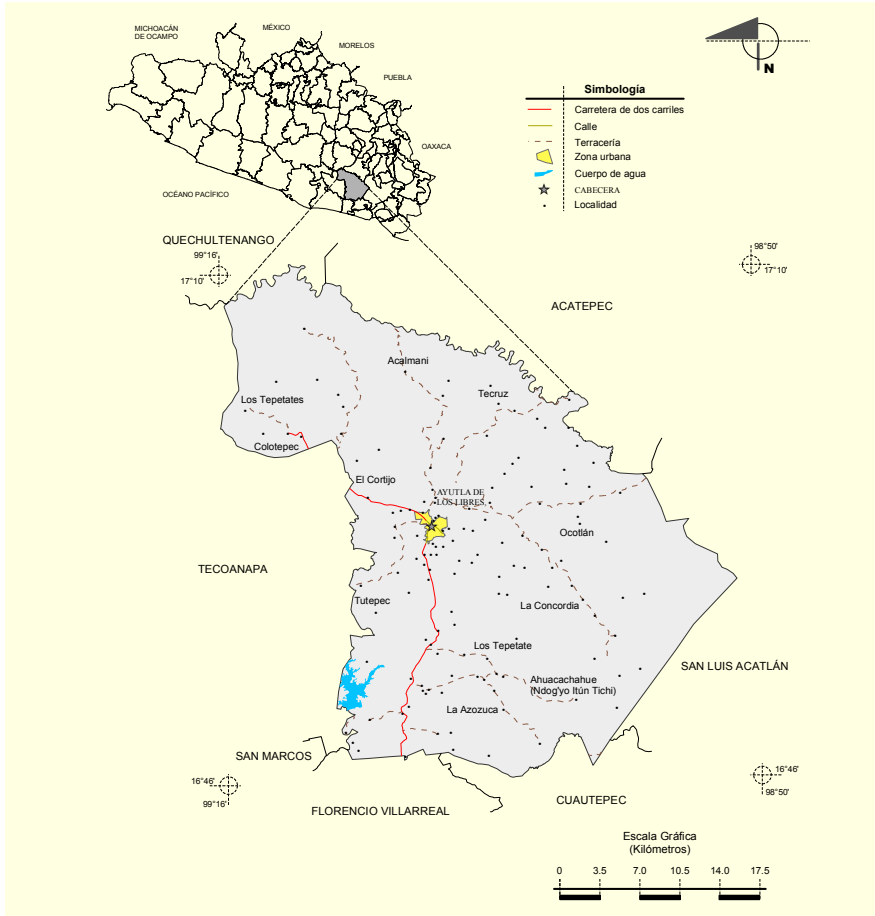 MICHOACÁN
DE OCAMPO
MÉXICO
MORELOS
PUEBLA
OAXACA
OCÉANO PACÍFICO
N
Simbología
Carretera de dos carriles
Calle
Terracería
Zona urbana
Cuerpo de agua
CABECERA
Localidad
QUECHULTENANGO
99°16'
17°10'
98°50'
17°10'
ACATEPEC
Acalmani
Tecruz
Los Tepetates
Colotepec
El Cortijo
AYUTLA DE
LOS LIBRES
Ocotlán
TECOANAPA
Tutepec
La Concordia
Los Tepetate
SAN LUIS ACATLÁN
Ahuacachahue
(Ndog'yo Itún Tichi)
La Azozuca
SAN MARCOS
16°46'
99°16'
16°46'
98°50'
FLORENCIO VILLARREAL
CUAUTEPEC
Escala Gráfica
(Kilómetros)
0 3.5 7.0 10.5 14.0 17.5